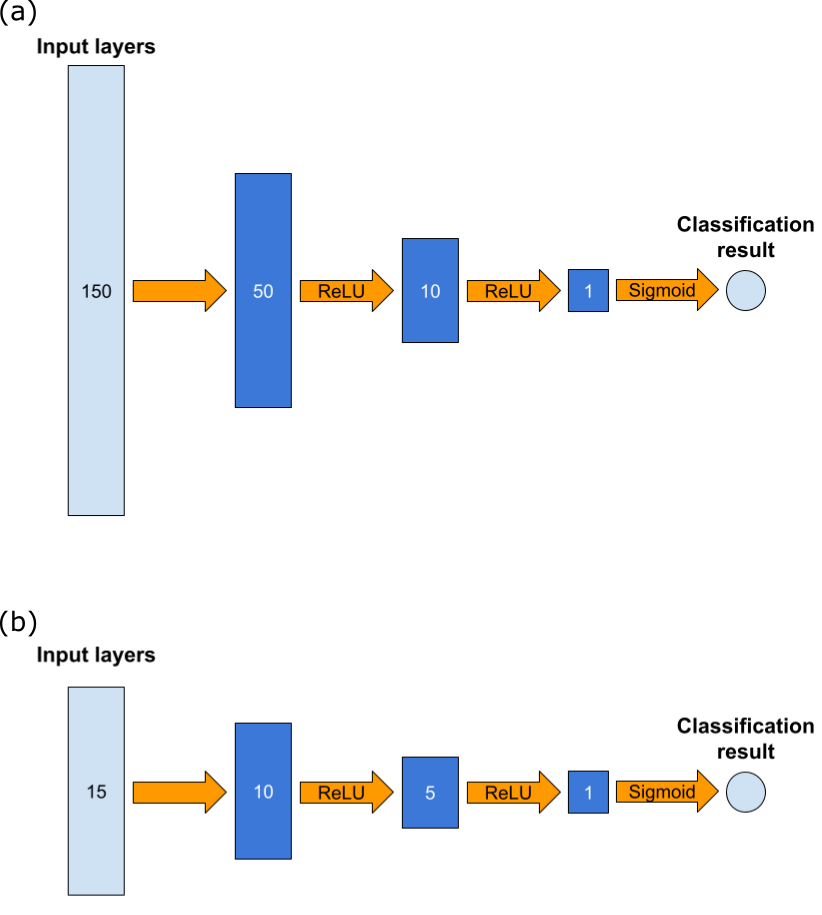 (a)
Input layers
Classification
result
150
50
ReLU
10
ReLU
1
Sigmoid
(b)
Input layers
Classification
result
15
10
ReLU
5
ReLU
1
Sigmoid